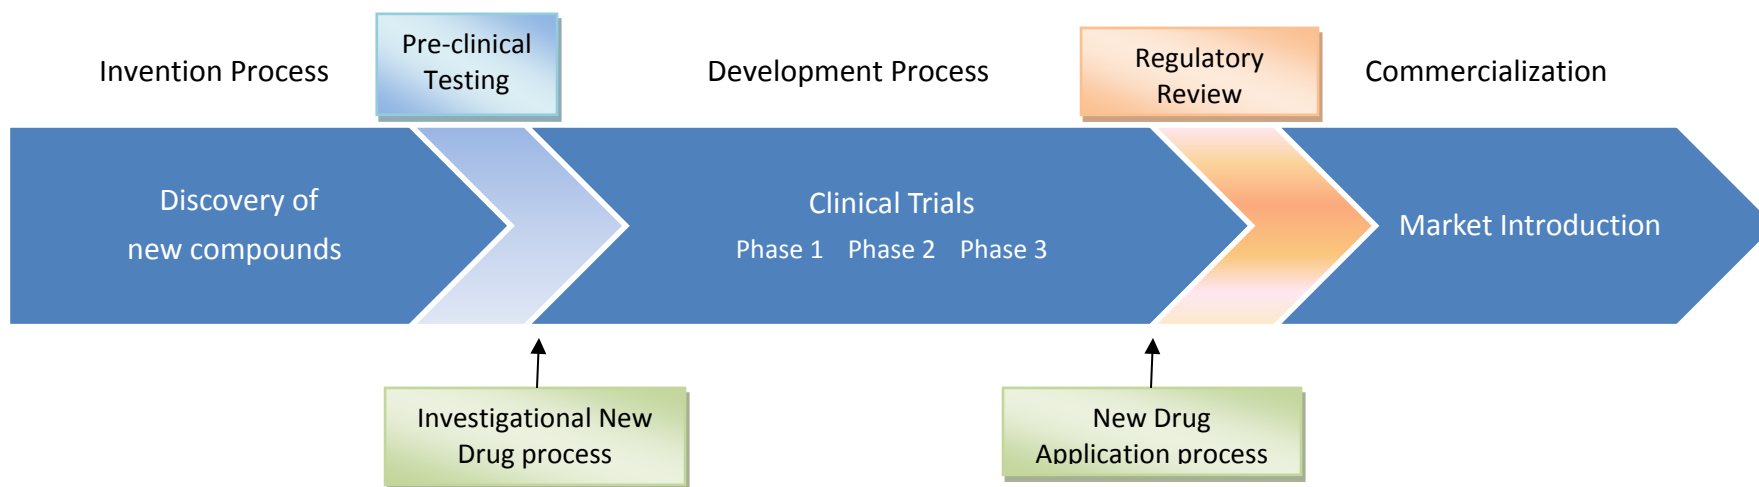 Invention Process
Pre-clinical
Testing
Development Process
Regulatory
Review
Commercialization
Discovery of
new compounds
Clinical Trials
Phase 1 Phase 2 Phase 3
Market Introduction
Investigational New
Drug process
New Drug
Application process